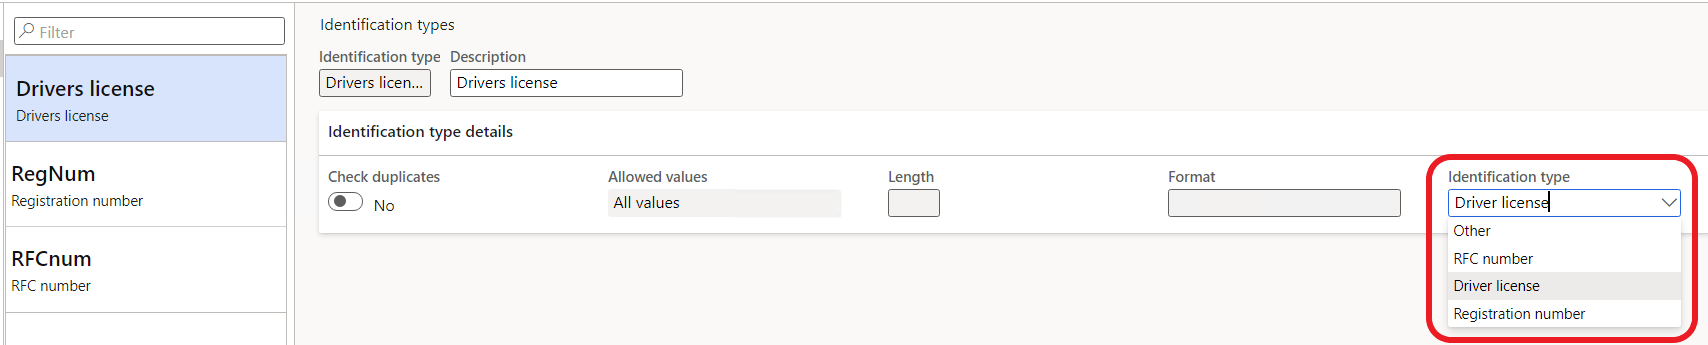 Filter
Drivers license
Drivers license
RegNum
Registration number
RFCnum
RFC number
Identification types
Identification type Description
Drivers licen... Drivers license
Identification type details
Check duplicates Allowed values Length Format Identification type
No All values Driver license
Other
RFC number
Driver license
Registration number